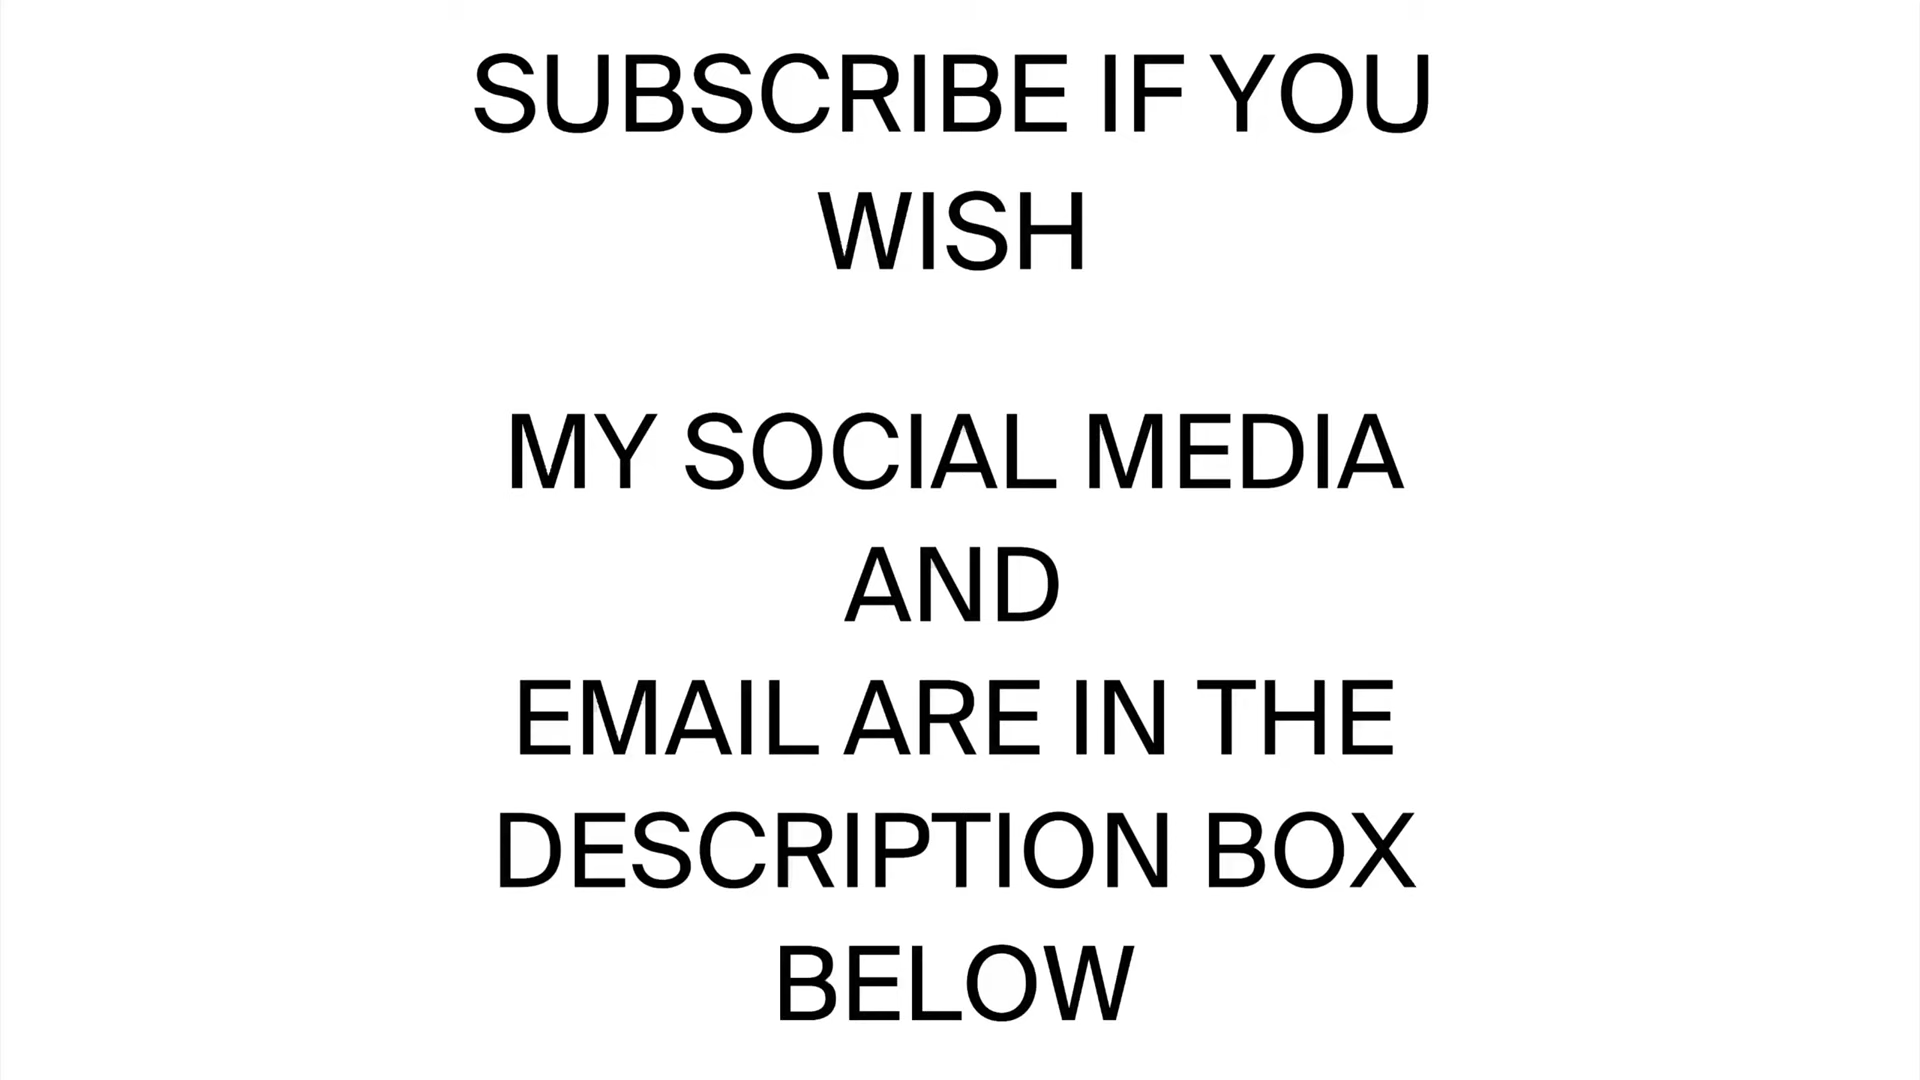 SUBSCRIBE IF YOU
WISH
MY SOCIAL MEDIA
AND
EMAIL ARE IN THE
DESCRIPTION BOX
BELOW